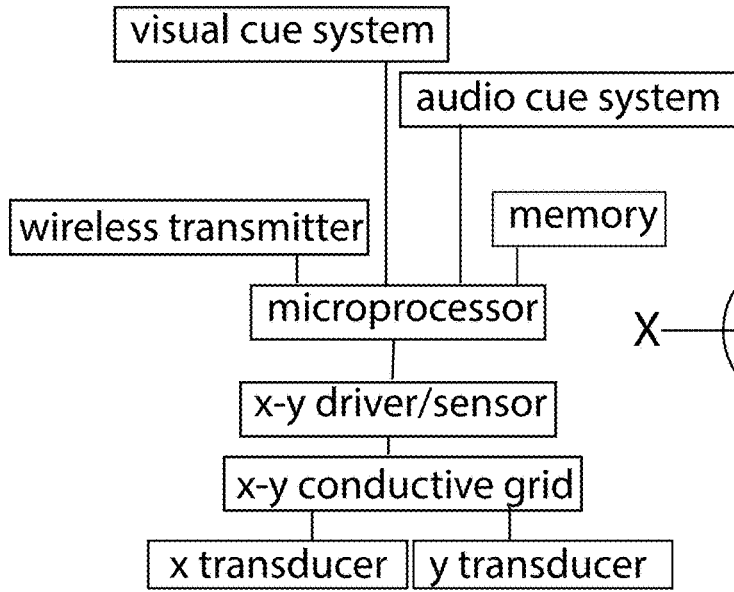 visual cue system
audio cue system
wireless transmitter
memory
microprocessor
X
x-y driver/sensor
x-y conductive grid
x transducer
y transducer